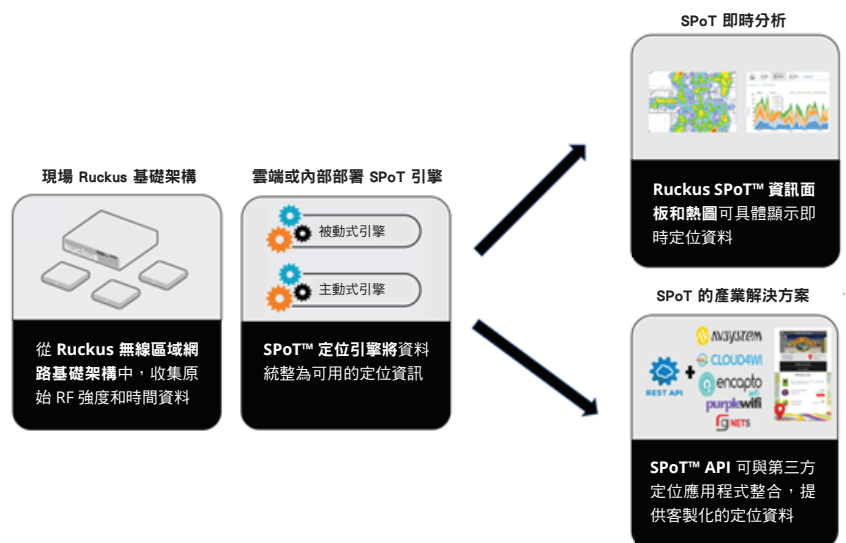 現場 Ruckus 基礎架構
從 Ruckus 無線區域網
路基礎架構中，收集原
始 RF 強度和時間資料
雲端或內部部署 SPoT 引擎
被動式引擎
主動式引擎
SPoT™ 定位引擎將資料
統整為可用的定位資訊
SPoT 即時分析
Ruckus SPoT™ 資訊面
板和熱圖可具體顯示即
時定位資料
SPoT 的產業解決方案
REST API
+
AVSYSTEM
CLOUD4WI
encapto
wifi
purplewifi
NETS
SPoT™ API 可與第三方
定位應用程式整合，提
供客製化的定位資料